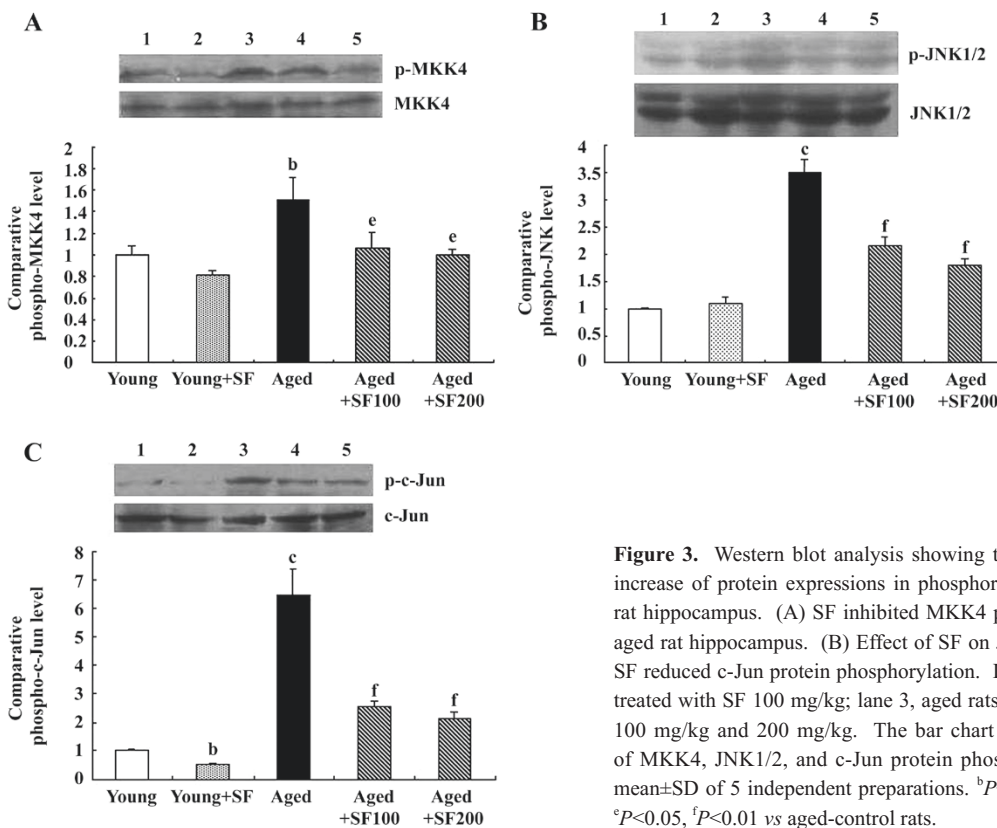 A
1 2 3 4 5
p-MKK4
MKK4
Comparative
phospho-MKK4 level
2
1.8
1.6
1.4
1.2
1
0.8
0.6
0.4
0.2
0
b
e
e
Young Young+SF Aged Aged +SF100 Aged +SF200
B
1 2 3 4 5
p-JNK1/2
JNK1/2
Comparative
phospho-JNK level
4
3.5
3
2.5
2
1.5
1
0.5
0
c
f
f
Young Young+SF Aged Aged +SF100 Aged +SF200
C
1 2 3 4 5
p-c-Jun
c-Jun
Comparative
phospho-c-Jun level
8
7
6
5
4
3
2
1
0
b
c
f
f
Young Young+SF Aged Aged +SF100 Aged +SF200
Figure 3. Western blot analysis showing
increase of protein expressions in phosphor
rat hippocampus. (A) SF inhibited MKK4 p
aged rat hippocampus. (B) Effect of SF on
SF reduced c-Jun protein phosphorylation.
treated with SF 100 mg/kg; lane 3, aged rats
100 mg/kg and 200 mg/kg. The bar chart
of MKK4, JNK1/2, and c-Jun protein phos
mean±SD of 5 independent preparations. bP
eP<0.05, fP<0.01 vs aged-control rats.